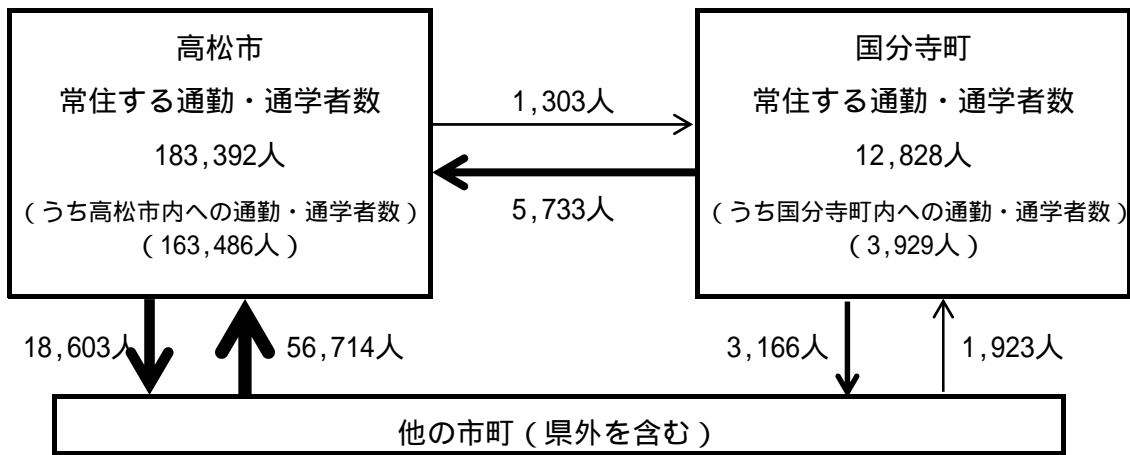 高松市
常住する通勤・通学者数
183,392人
(うち高松市内への通勤・通学者数)
(163,486人)
1,303人
5,733人
国分寺町
常住する通勤・通学者数
12,828人
(うち国分寺町内への通勤・通学者数)
(3,929人)
18,603人
56,714人
3,166人
1,923人
他の市町(県外を含む)